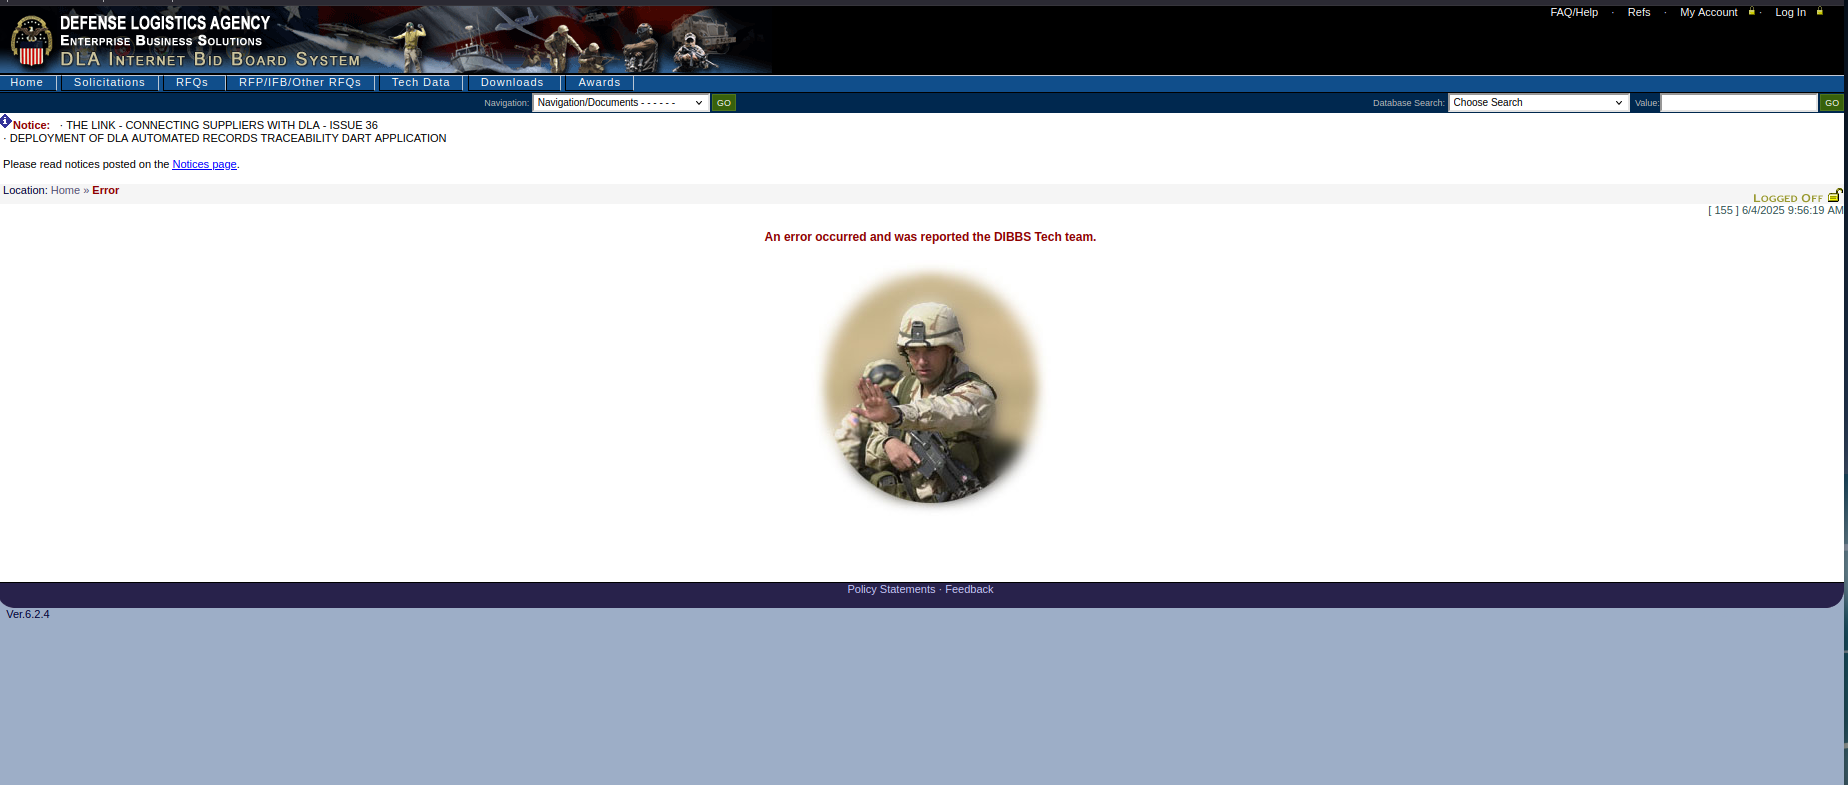 DEFENSE LOGISTICS AGENCY
ENTERPRISE BUSINESS SOLUTIONS
DLA INTERNET BID BOARD SYSTEM
FAQ/Help · Refs · My Account · Log In
Home Solicitations RFQs RFP/IFB/Other RFQs Tech Data Downloads Awards
Navigation: Navigation/Documents - - - - - - GO Database Search: Choose Search Value: GO
Notice: · THE LINK - CONNECTING SUPPLIERS WITH DLA - ISSUE 36
· DEPLOYMENT OF DLA AUTOMATED RECORDS TRACEABILITY DART APPLICATION
Please read notices posted on the Notices page.
Location: Home » Error
LOGGED OFF
[ 155 ] 6/4/2025 9:56:19 AM
An error occurred and was reported the DIBBS Tech team.
Policy Statements · Feedback
Ver.6.2.4